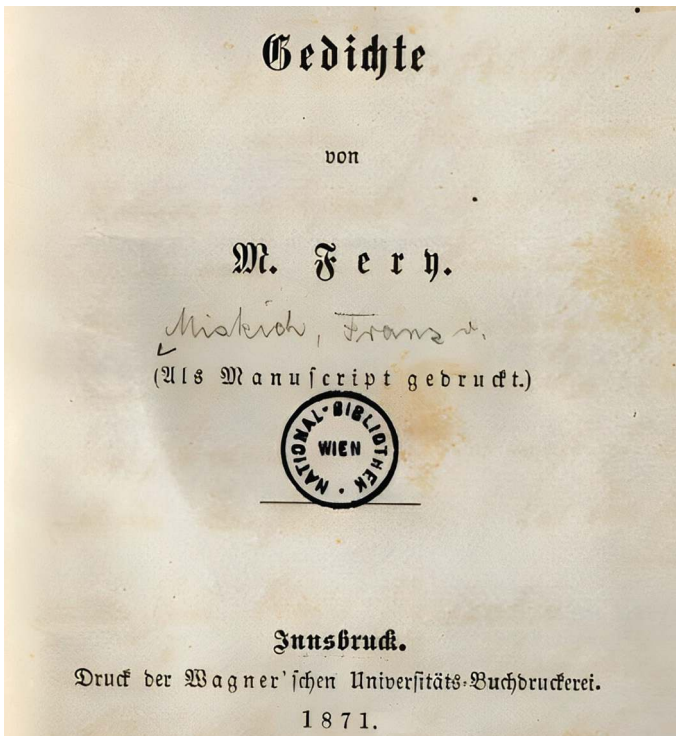 Gedichte
von
M. Fery.
Miskich, Franz v.
(Als Manuscript gedruckt.)
NATIONAL-BIBLIOTHEK
WIEN
Innsbruck.
Druck der Wagner'schen Universitäts-Buchdruckerei.
1871.